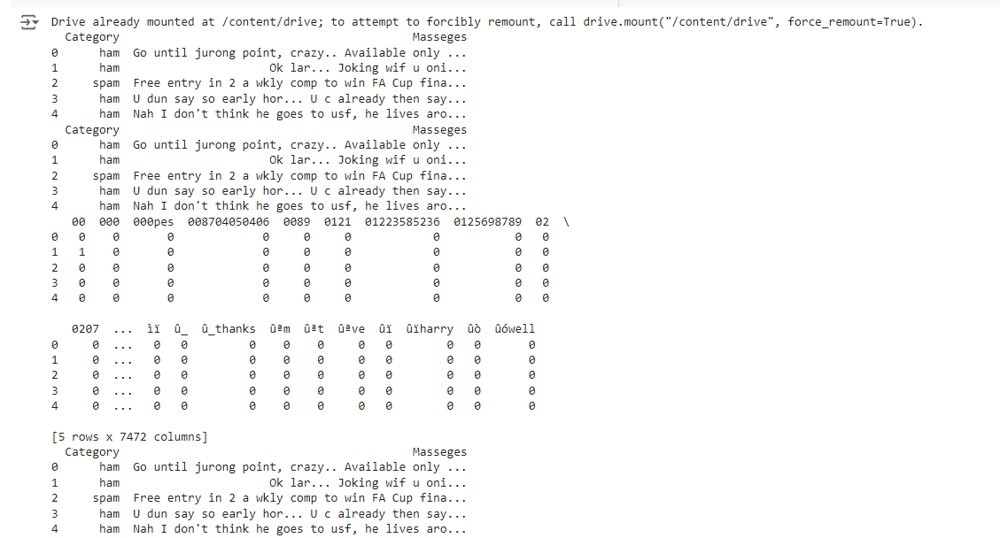 Drive already mounted at /content/drive; to attempt to forcibly remount, call drive.mount("/content/drive", force_remount=True).
Category Masseges
0 ham Go until jurong point, crazy.. Available only ...
1 ham Ok lar... Joking wif u oni...
2 spam Free entry in 2 a wkly comp to win FA Cup fina...
3 ham U dun say so early hor... U c already then say...
4 ham Nah I don't think he goes to usf, he lives aro...
Category Masseges
0 ham Go until jurong point, crazy.. Available only ...
1 ham Ok lar... Joking wif u oni...
2 spam Free entry in 2 a wkly comp to win FA Cup fina...
3 ham U dun say so early hor... U c already then say...
4 ham Nah I don't think he goes to usf, he lives aro...
00 000 000pes 008704050406 0089 0121 01223585236 0125698789 02 \
0 0 0 0 0 0 0 0 0 0
1 1 0 0 0 0 0 0 0 0
2 0 0 0 0 0 0 0 0 0
3 0 0 0 0 0 0 0 0 0
4 0 0 0 0 0 0 0 0 0
0207 ... ìï û_ û_thanks ûªm ûªt ûªve ûï ûïharry ûò ûówell
0 0 ... 0 0 0 0 0 0 0 0 0 0
1 0 ... 0 0 0 0 0 0 0 0 0 0
2 0 ... 0 0 0 0 0 0 0 0 0 0
3 0 ... 0 0 0 0 0 0 0 0 0 0
4 0 ... 0 0 0 0 0 0 0 0 0 0
[5 rows x 7472 columns]
Category Masseges
0 ham Go until jurong point, crazy.. Available only ...
1 ham Ok lar... Joking wif u oni...
2 spam Free entry in 2 a wkly comp to win FA Cup fina...
3 ham U dun say so early hor... U c already then say...
4 ham Nah I don't think he goes to usf, he lives aro...